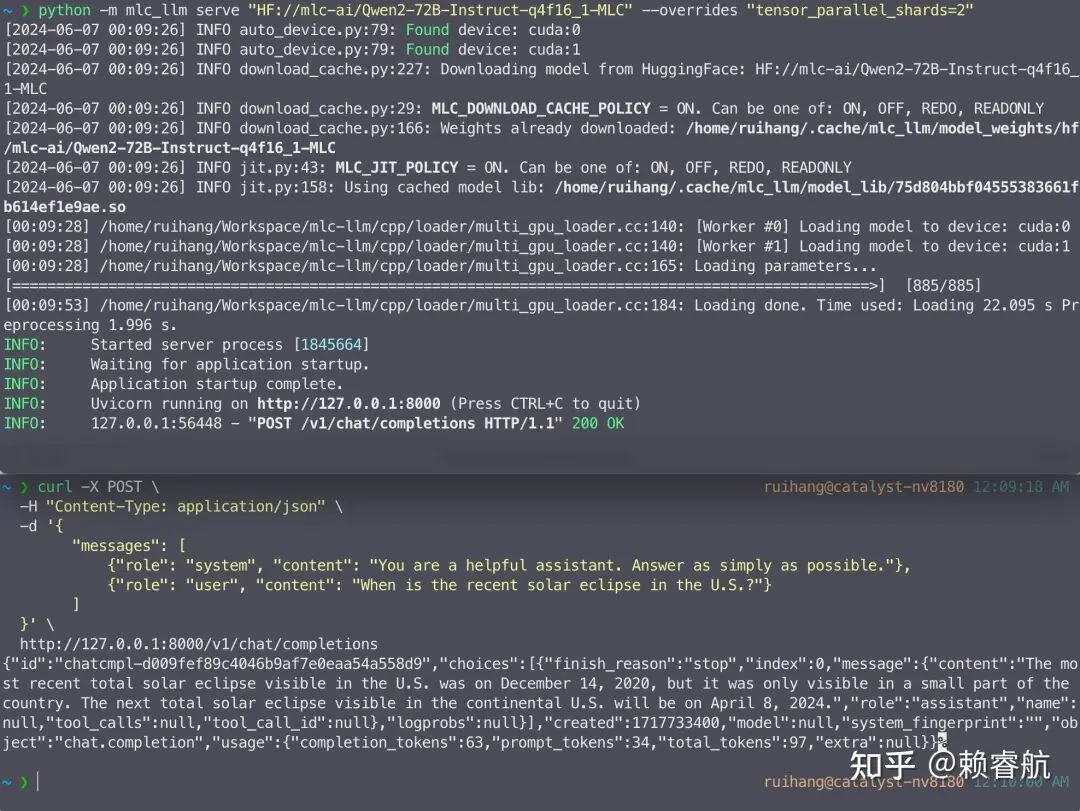 ~ ❯ python -m mlc_llm serve "HF://mlc-ai/Qwen2-72B-Instruct-q4f16_1-MLC" --overrides "tensor_parallel_shards=2"
[2024-06-07 00:09:26] INFO auto_device.py:79: Found device: cuda:0
[2024-06-07 00:09:26] INFO auto_device.py:79: Found device: cuda:1
[2024-06-07 00:09:26] INFO download_cache.py:227: Downloading model from HuggingFace: HF://mlc-ai/Qwen2-72B-Instruct-q4f16_
1-MLC
[2024-06-07 00:09:26] INFO download_cache.py:29: MLC_DOWNLOAD_CACHE_POLICY = ON. Can be one of: ON, OFF, REDO, READONLY
[2024-06-07 00:09:26] INFO download_cache.py:166: Weights already downloaded: /home/ruihang/.cache/mlc_llm/model_weights/hf
/mlc-ai/Qwen2-72B-Instruct-q4f16_1-MLC
[2024-06-07 00:09:26] INFO jit.py:43: MLC_JIT_POLICY = ON. Can be one of: ON, OFF, REDO, READONLY
[2024-06-07 00:09:26] INFO jit.py:158: Using cached model lib: /home/ruihang/.cache/mlc_llm/model_lib/75d804bbf04555383661f
b614ef1e9ae.so
[00:09:28] /home/ruihang/Workspace/mlc-llm/cpp/loader/multi_gpu_loader.cc:140: [Worker #0] Loading model to device: cuda:0
[00:09:28] /home/ruihang/Workspace/mlc-llm/cpp/loader/multi_gpu_loader.cc:140: [Worker #1] Loading model to device: cuda:1
[00:09:28] /home/ruihang/Workspace/mlc-llm/cpp/loader/multi_gpu_loader.cc:165: Loading parameters...
[==================================================================================================>] [885/885]
[00:09:53] /home/ruihang/Workspace/mlc-llm/cpp/loader/multi_gpu_loader.cc:184: Loading done. Time used: Loading 22.095 s Pr
eprocessing 1.996 s.
INFO: Started server process [1845664]
INFO: Waiting for application startup.
INFO: Application startup complete.
INFO: Uvicorn running on http://127.0.0.1:8000 (Press CTRL+C to quit)
INFO: 127.0.0.1:56448 - "POST /v1/chat/completions HTTP/1.1" 200 OK
~ ❯ curl -X POST \ ruihang@catalyst-nv8180 12:09:18 AM
-H "Content-Type: application/json" \
-d '{
"messages": [
{"role": "system", "content": "You are a helpful assistant. Answer as simply as possible."},
{"role": "user", "content": "When is the recent solar eclipse in the U.S.?"}
]
}' \
http://127.0.0.1:8000/v1/chat/completions
{"id":"chatcmpl-d009fef89c4046b9af7e0eaa54a558d9","choices":[{"finish_reason":"stop","index":0,"message":{"content":"The mo
st recent total solar eclipse visible in the U.S. was on December 14, 2020, but it was only visible in a small part of the
country. The next total solar eclipse visible in the continental U.S. will be on April 8, 2024.","role":"assistant","name":
null,"tool_calls":null,"tool_call_id":null},"logprobs":null}],"created":1717733400,"model":null,"system_fingerprint":"","ob
ject":"chat.completion","usage":{"completion_tokens":63,"prompt_tokens":34,"total_tokens":97,"extra":null}}%
知乎 @赖睿航
~ ❯ ruihang@catalyst-nv8180 12:10:00 AM